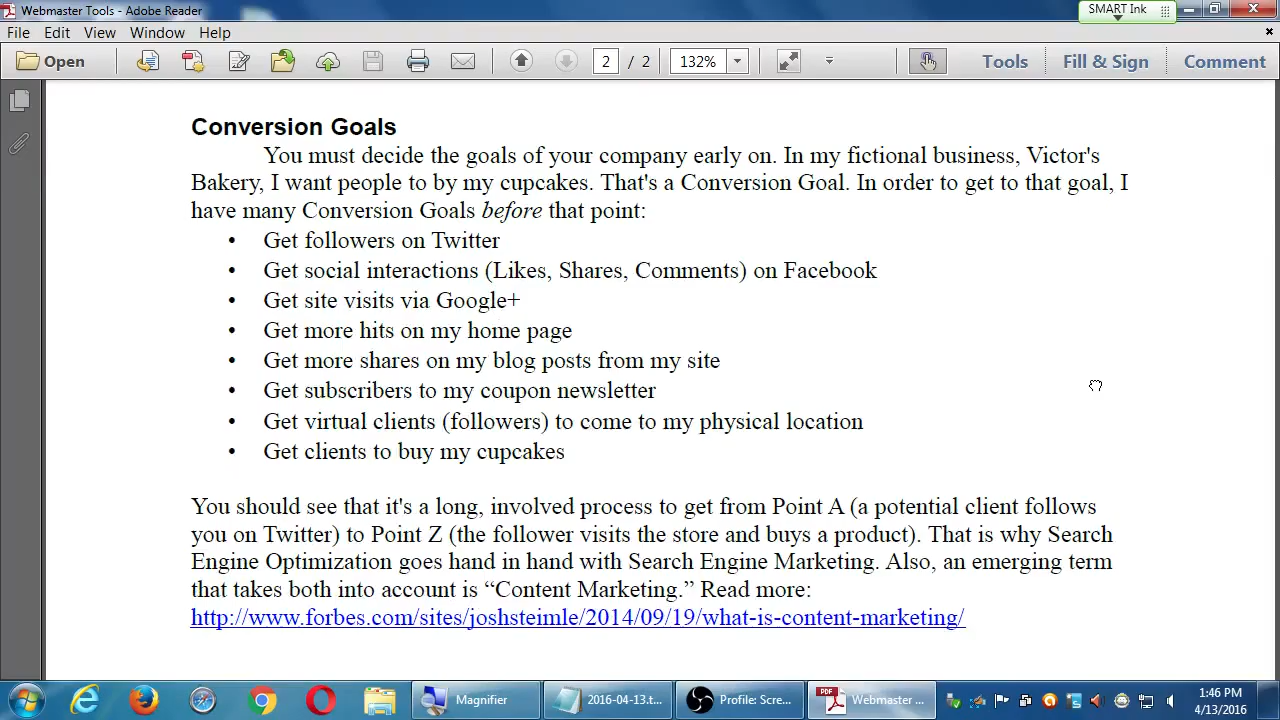 Webmaster Tools - Adobe Reader
SMART Ink
File Edit View Window Help
Open 2 / 2 132% Tools Fill & Sign Comment
Conversion Goals
You must decide the goals of your company early on. In my fictional business, Victor's
Bakery, I want people to by my cupcakes. That's a Conversion Goal. In order to get to that goal, I
have many Conversion Goals before that point:
• Get followers on Twitter
• Get social interactions (Likes, Shares, Comments) on Facebook
• Get site visits via Google+
• Get more hits on my home page
• Get more shares on my blog posts from my site
• Get subscribers to my coupon newsletter
• Get virtual clients (followers) to come to my physical location
• Get clients to buy my cupcakes
You should see that it's a long, involved process to get from Point A (a potential client follows
you on Twitter) to Point Z (the follower visits the store and buys a product). That is why Search
Engine Optimization goes hand in hand with Search Engine Marketing. Also, an emerging term
that takes both into account is “Content Marketing.” Read more:
http://www.forbes.com/sites/joshsteimle/2014/09/19/what-is-content-marketing/
Magnifier 2016-04-13.t... Profile: Scre... PDF Webmaster ... 1:46 PM
4/13/2016